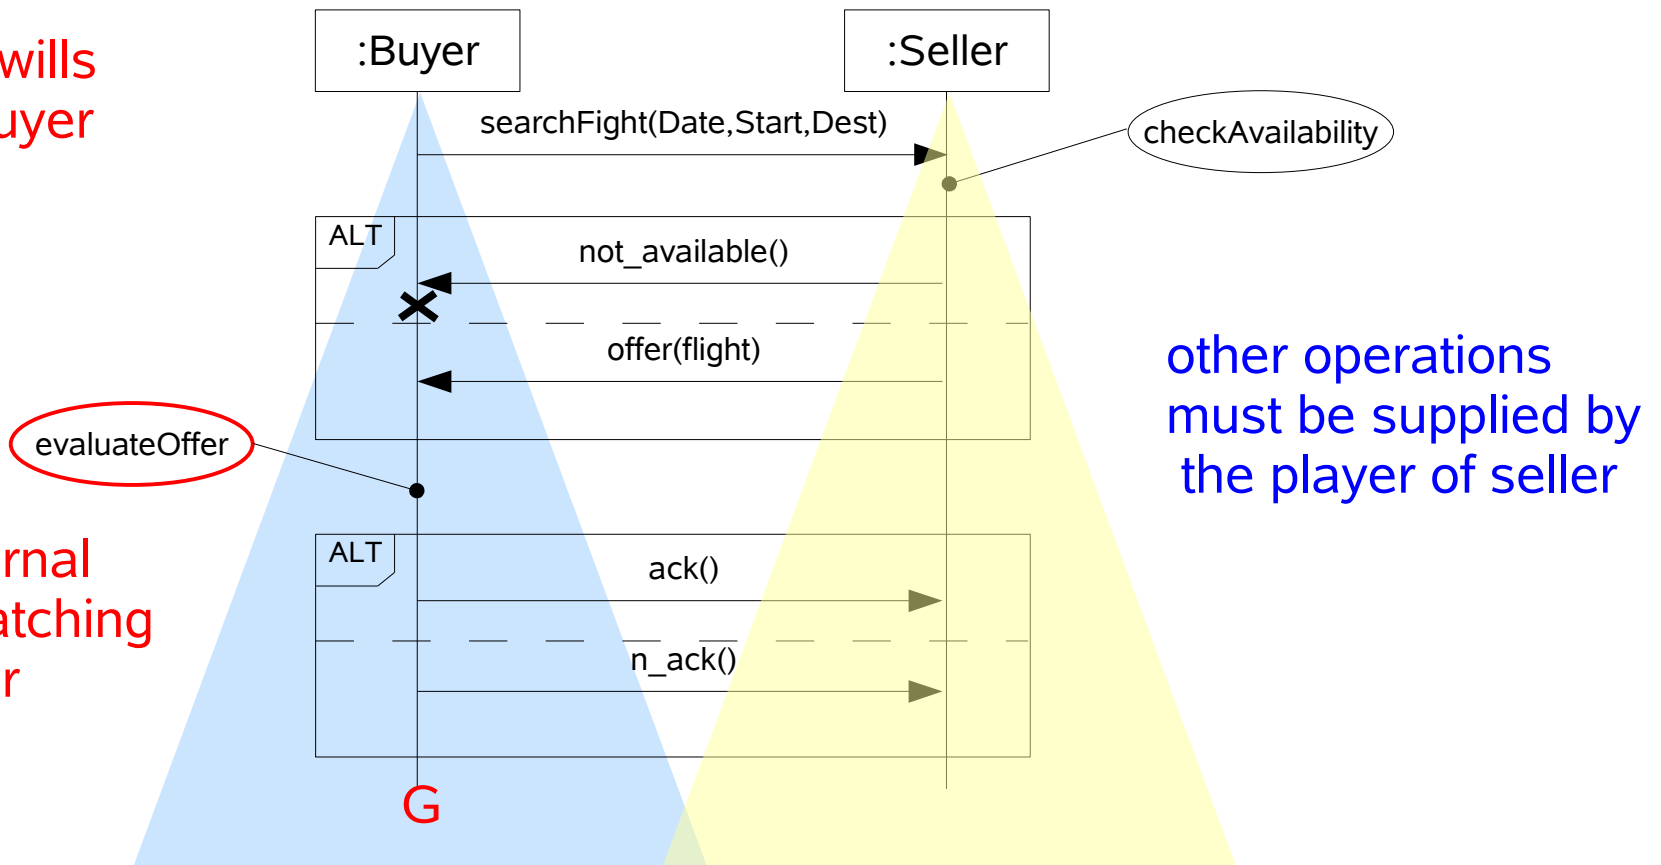 :Buyer
:Seller
wills
uyer
searchFight(Date,Start,Dest)
checkAvailability
ALT
not_available()
offer(flight)
other operations
must be supplied by
the player of seller
evaluateOffer
ALT
ack()
rnal
atching
r
n_ack()
G